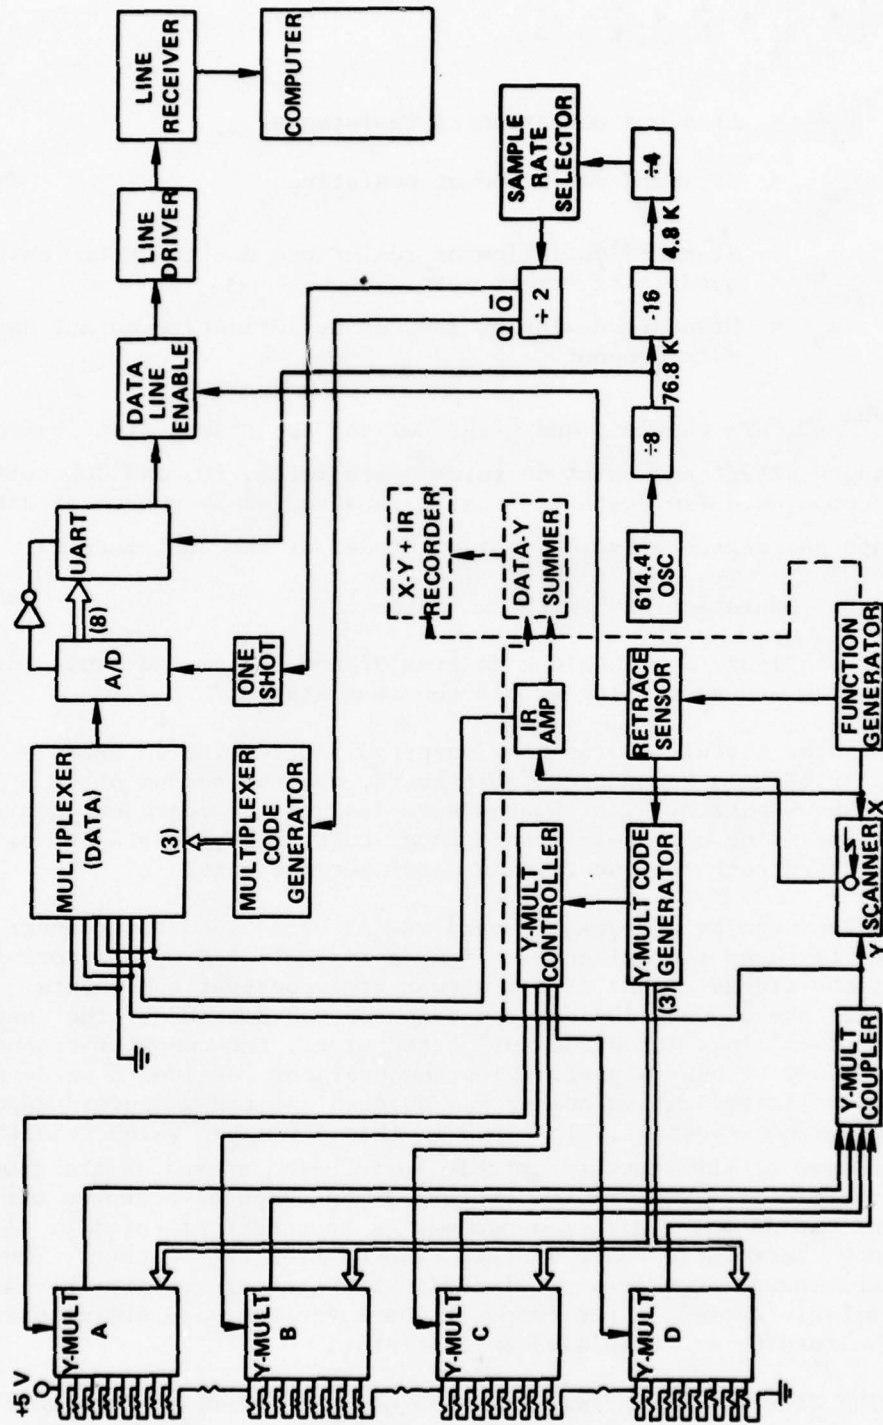 +5 V
Y-MULT
A
Y-MULT
B
Y-MULT
C
Y-MULT
D
Y-MULT
COUPLER
MULTIPLEXER
(DATA)
(3)
MULTIPLEXER
CODE
GENERATOR
Y-MULT
CONTROLLER
Y-MULT CODE
GENERATOR
(3)
Y
SCANNER
X
A/D
(8)
ONE
SHOT
IR
AMP
RETRACE
SENSOR
FUNCTION
GENERATOR
UART
X-Y + IR
RECORDER
DATA-Y
SUMMER
614.41
OSC
DATA
LINE
ENABLE
÷8
76.8 K
-16
4.8 K
÷4
Q
Q̅
÷ 2
SAMPLE
RATE
SELECTOR
LINE
DRIVER
LINE
RECEIVER
COMPUTER